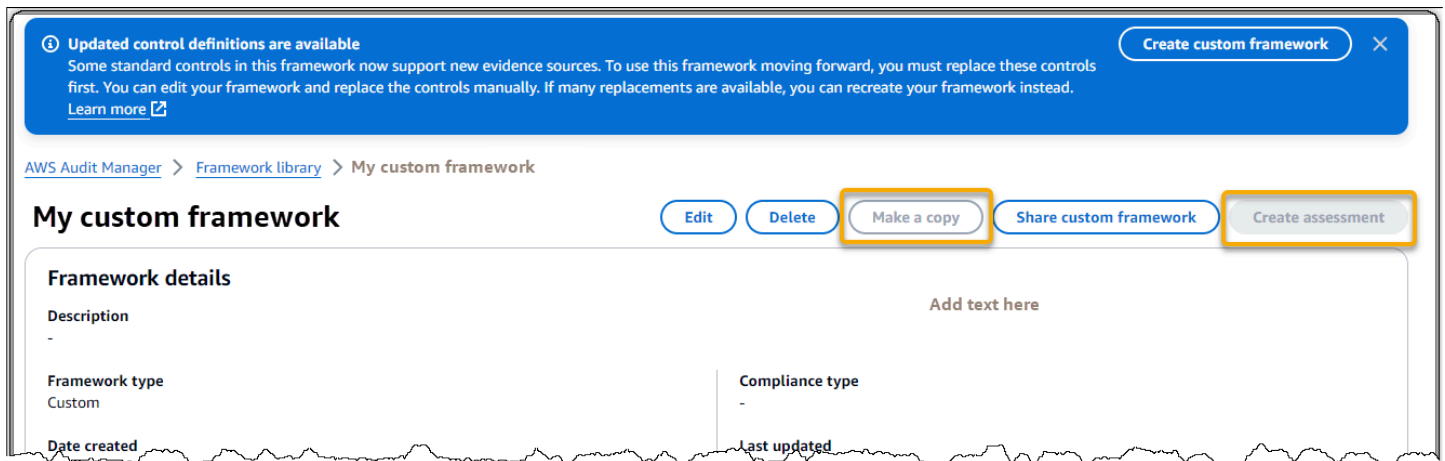 Updated control definitions are available
Create custom framework
Some standard controls in this framework now support new evidence sources. To use this framework moving forward, you must replace these controls
first. You can edit your framework and replace the controls manually. If many replacements are available, you can recreate your framework instead.
Learn more
AWS Audit Manager > Framework library > My custom framework
My custom framework
Edit
Delete
Make a copy
Share custom framework
Create assessment
Framework details
Add text here
Description
-
Framework type
Custom
Compliance type
-
Date created
Last updated